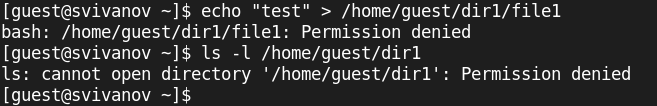 [guest@svivanov ~]$ echo "test" > /home/guest/dir1/file1
bash: /home/guest/dir1/file1: Permission denied
[guest@svivanov ~]$ ls -l /home/guest/dir1
ls: cannot open directory '/home/guest/dir1': Permission denied
[guest@svivanov ~]$